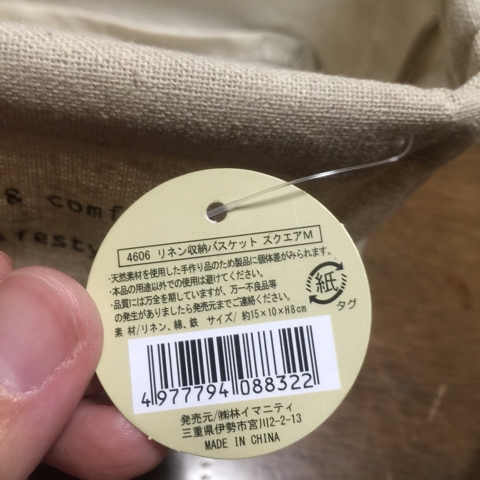 & comf
festy
4606 リネン収納バスケット スクエアM
・天然素材を使用した手作り品のため製品に個体差がみられます。
・本品の用途以外での使用は避けてください。
・品質には万全を期していますが、万一不良品等
の発生がありましたら発売元までご連絡ください。
素 材/リネン、綿、鉄 サイズ/約15×10×H8cm
紙
タグ
4 977794 088322
発売元/㈱林イマニティ
三重県伊勢市宮川2-2-13
MADE IN CHINA